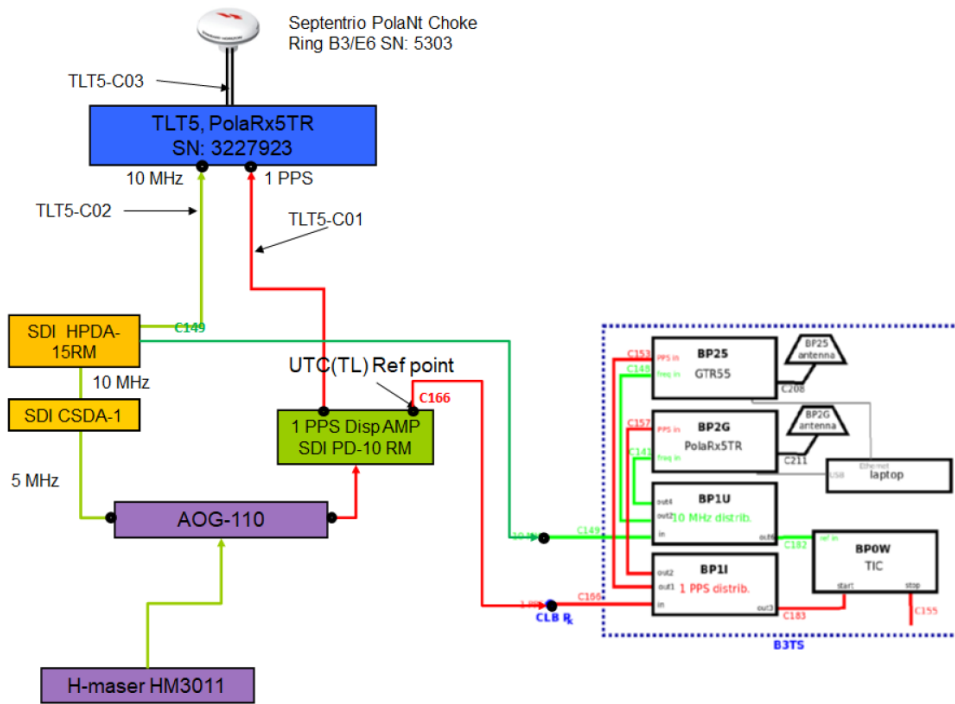 Septentrio PolaNt Choke
Ring B3/E6 SN: 5303
TLT5-C03
TLT5, PolaRx5TR
SN: 3227923
10 MHz
1 PPS
TLT5-C02
TLT5-C01
SDI HPDA-
15RM
C149
10 MHz
SDI CSDA-1
5 MHz
UTC(TL) Ref point
C166
1 PPS Disp AMP
SDI PD-10 RM
AOG-110
H-maser HM3011
C153
PPS in
BP25
GTR55
freq in
BP25
antenna
C208
C157
PPS in
BP2G
PolaRx5TR
freq in
BP2G
antenna
C211
Ethernet
USB
laptop
BP1U
out4
out2
10 MHz distrib.
in
out6
C149
C182
ref in
BP0W
TIC
start
stop
BP1I
out2
out1
1 PPS distrib.
in
out3
C166
C183
C155
CLB
B3TS